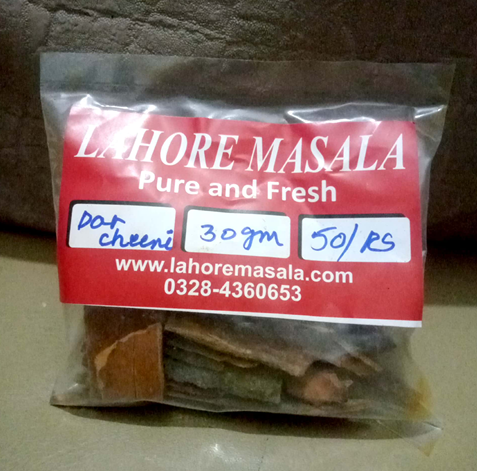 LAHORE MASALA
Pure and Fresh
Dar cheeni 30gm 50/RS
www.lahoremasala.com
0328-4360653